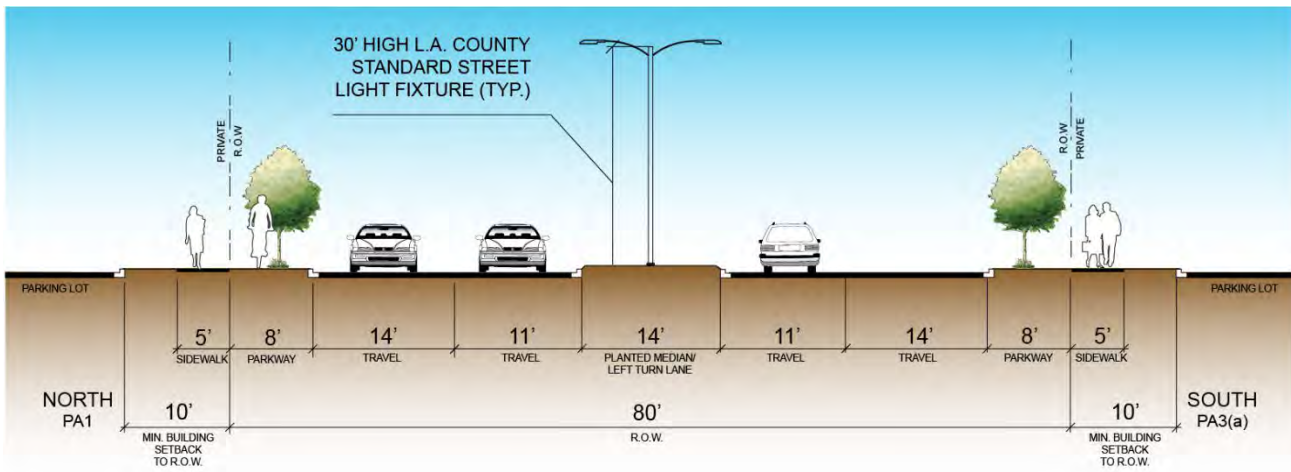 30' HIGH L.A. COUNTY
STANDARD STREET
LIGHT FIXTURE (TYP.)
PRIVATE
R.O.W
R.O.W
PRIVATE
PARKING LOT
PARKING LOT
5'
8'
14'
11'
14'
11'
14'
8'
5'
SIDEWALK
PARKWAY
TRAVEL
TRAVEL
PLANTED MEDIAN/
LEFT TURN LANE
TRAVEL
TRAVEL
PARKWAY
SIDEWALK
NORTH
PA1
10'
MIN. BUILDING
SETBACK
TO R.O.W.
80'
R.O.W.
10'
MIN. BUILDING
SETBACK
TO R.O.W.
SOUTH
PA3(a)